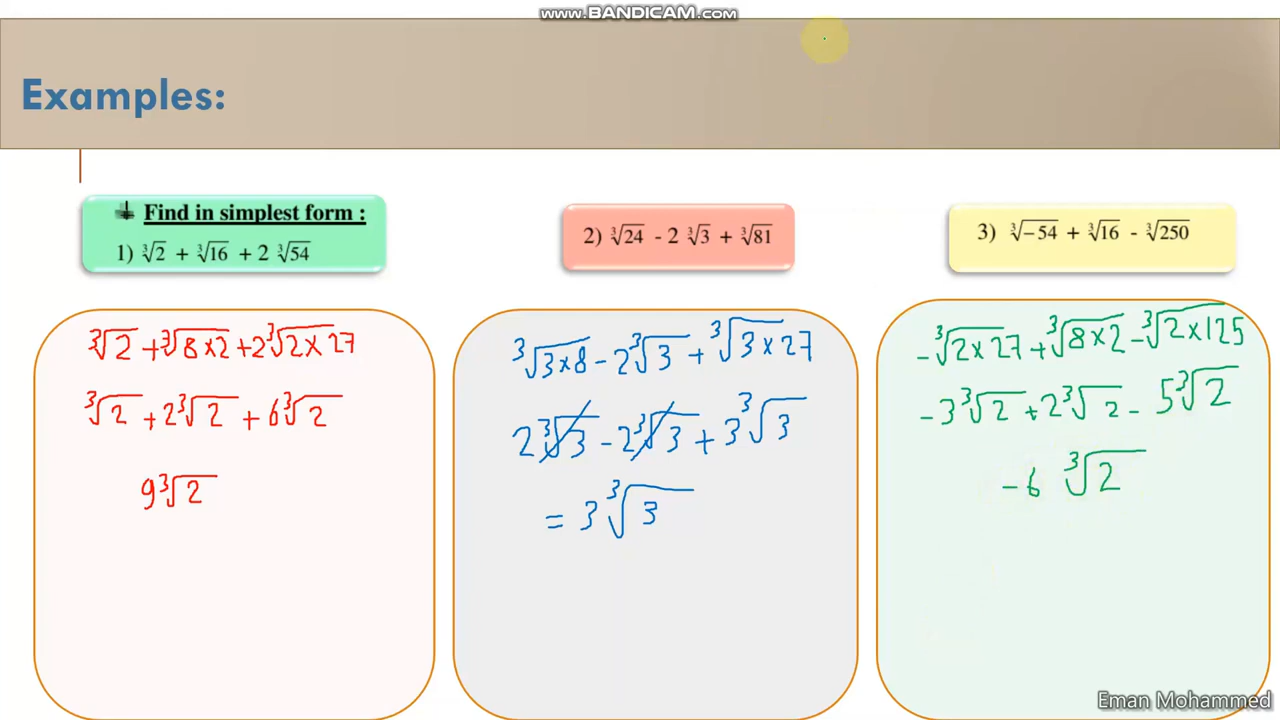 WWW.BANDICAM.COM
Examples:
Find in simplest form :
1) ∛2 + ∛16 + 2 ∛54
∛2 + ∛8×2 + 2∛2×27
∛2 + 2∛2 + 6∛2
9∛2
2) ∛24 - 2 ∛3 + ∛81
∛3×8 - 2∛3 + ∛3×27
2∛3 - 2∛3 + 3∛3
= 3∛3
3) ∛-54 + ∛16 - ∛250
-∛2×27 + ∛8×2 - ∛2×125
-3∛2 + 2∛2 - 5∛2
-6 ∛2
Eman Mohammed